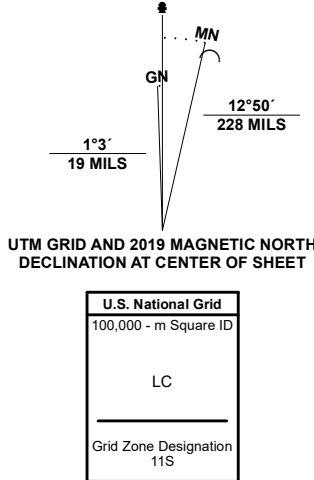 MN
GN
12°50´
228 MILS
1°3´
19 MILS
UTM GRID AND 2019 MAGNETIC NORTH
DECLINATION AT CENTER OF SHEET
U.S. National Grid
100,000 - m Square ID
LC
Grid Zone Designation
11S